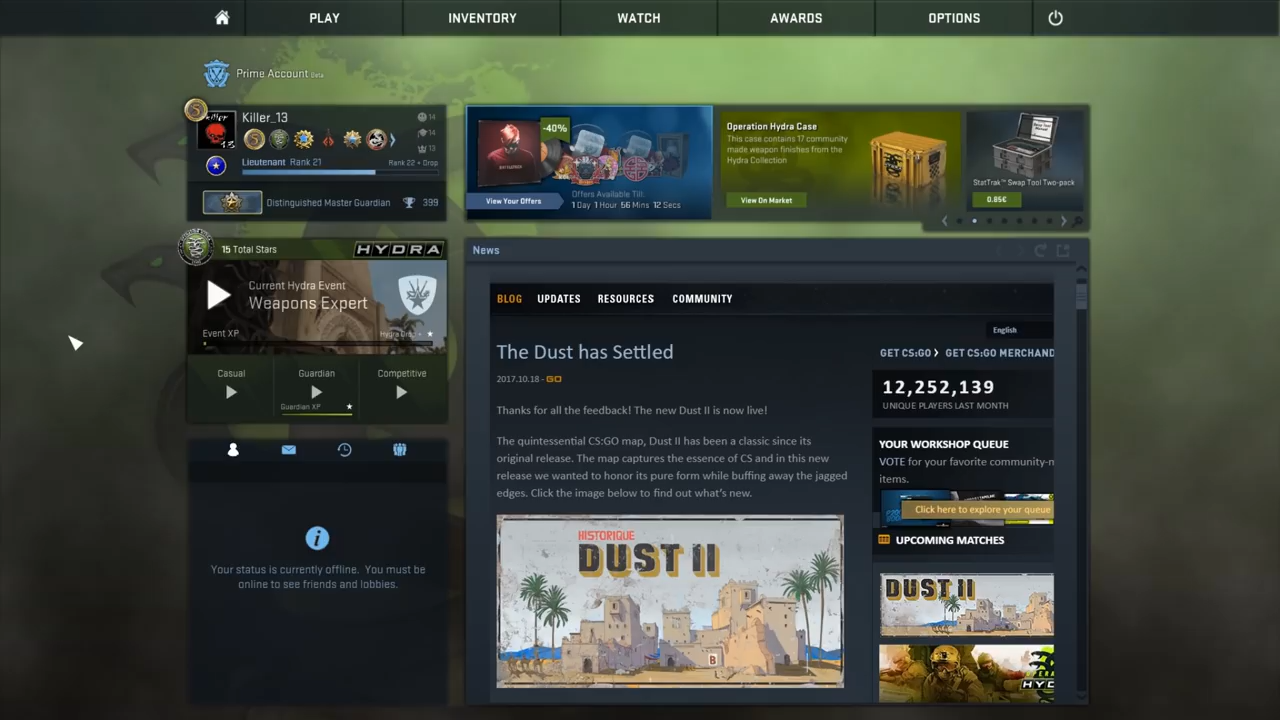 PLAY
INVENTORY
WATCH
AWARDS
OPTIONS
Prime Account Beta
Killer_13
14
14
13
Lieutenant Rank 21
Rank 22 + Drop
Distinguished Master Guardian
399
-40%
View Your Offers
Offers Available Till:
1 Day 1 Hour 56 Mins 12 Secs
Operation Hydra Case
This case contains 17 community
made weapon finishes from the
Hydra Collection
View On Market
StatTrak™ Swap Tool Two-pack
0.85€
15 Total Stars
HYDRA
Current Hydra Event
Weapons Expert
Event XP
Hydra Drop +
Casual
Guardian
Competitive
Guardian XP
Your status is currently offline. You must be
online to see friends and lobbies.
News
BLOG
UPDATES
RESOURCES
COMMUNITY
English
The Dust has Settled
2017.10.18 - GO
Thanks for all the feedback! The new Dust II is now live!
The quintessential CS:GO map, Dust II has been a classic since its
original release. The map captures the essence of CS and in this new
release we wanted to honor its pure form while buffing away the jagged
edges. Click the image below to find out what's new.
HISTORIQUE
DUST II
B
GET CS:GO
GET CS:GO MERCHAND
12,252,139
UNIQUE PLAYERS LAST MONTH
YOUR WORKSHOP QUEUE
VOTE for your favorite community-m
items.
Click here to explore your queue
UPCOMING MATCHES
DUST II
HYD